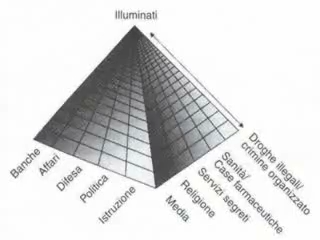 Illuminati
Banche
Affari
Difesa
Politica
Istruzione
Media
Religione
Servizi segreti
Sanità/
Case farmaceutiche
Droghe illegali/
crimine organizzato